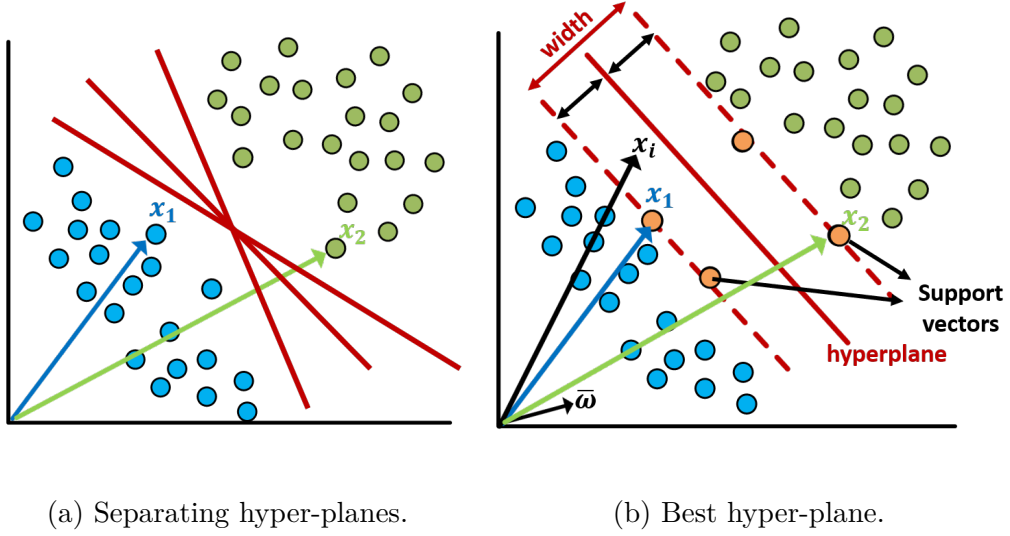 x₁
x₂
(a) Separating hyper-planes.
width
xᵢ
x₁
x₂
Support
vectors
hyperplane
ω̅
(b) Best hyper-plane.